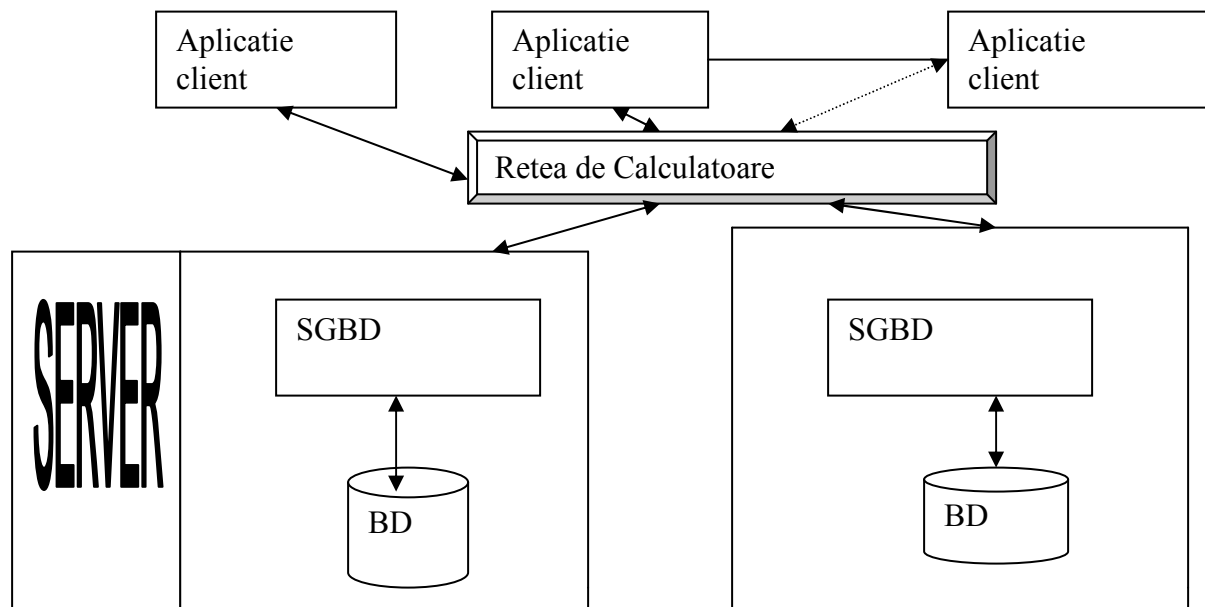 Aplicatie
client
Aplicatie
client
Aplicatie
client
Retea de Calculatoare
SERVER
SGBD
BD
SGBD
BD